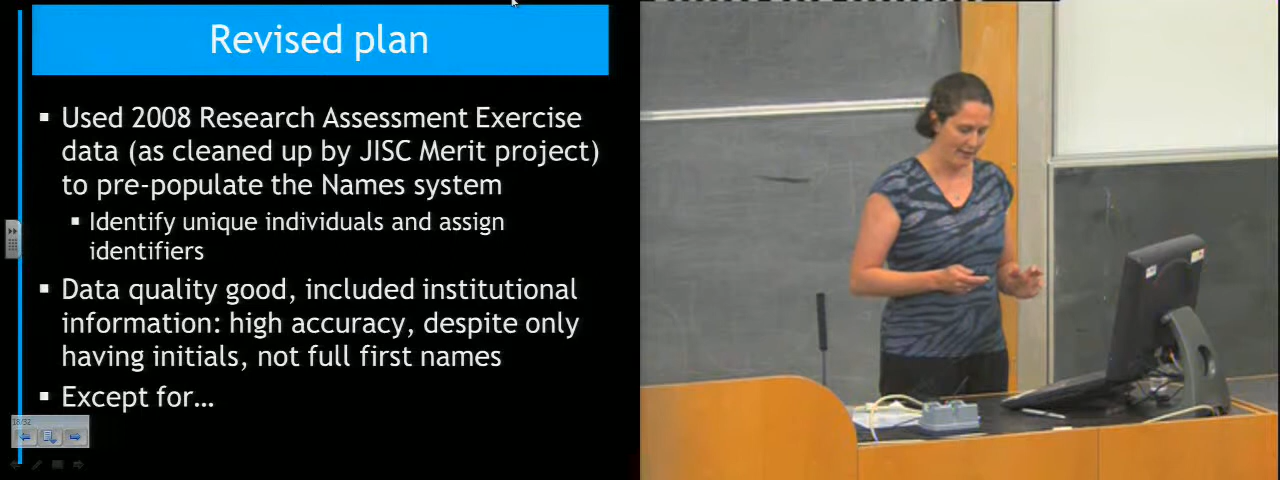 Revised plan
▪ Used 2008 Research Assessment Exercise
data (as cleaned up by JISC Merit project)
to pre-populate the Names system
▪ Identify unique individuals and assign
identifiers
▪ Data quality good, included institutional
information: high accuracy, despite only
having initials, not full first names
▪ Except for…
18/32